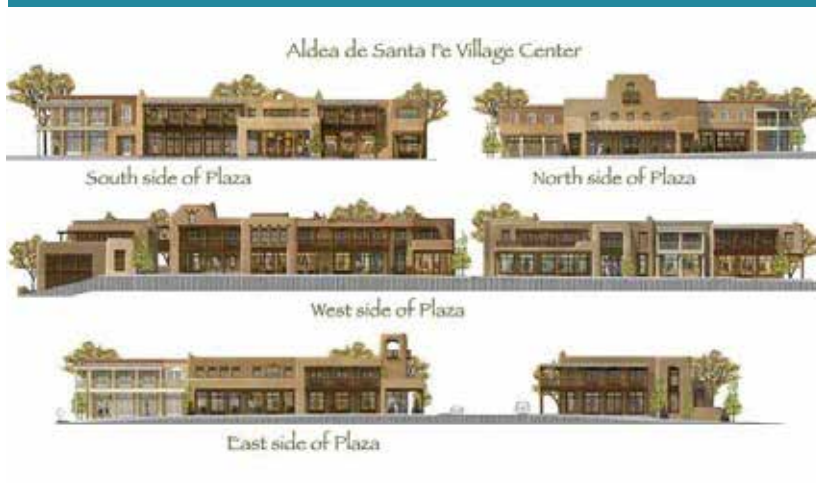 Aldea de Santa Fe Village Center
South side of Plaza
North side of Plaza
West side of Plaza
East side of Plaza